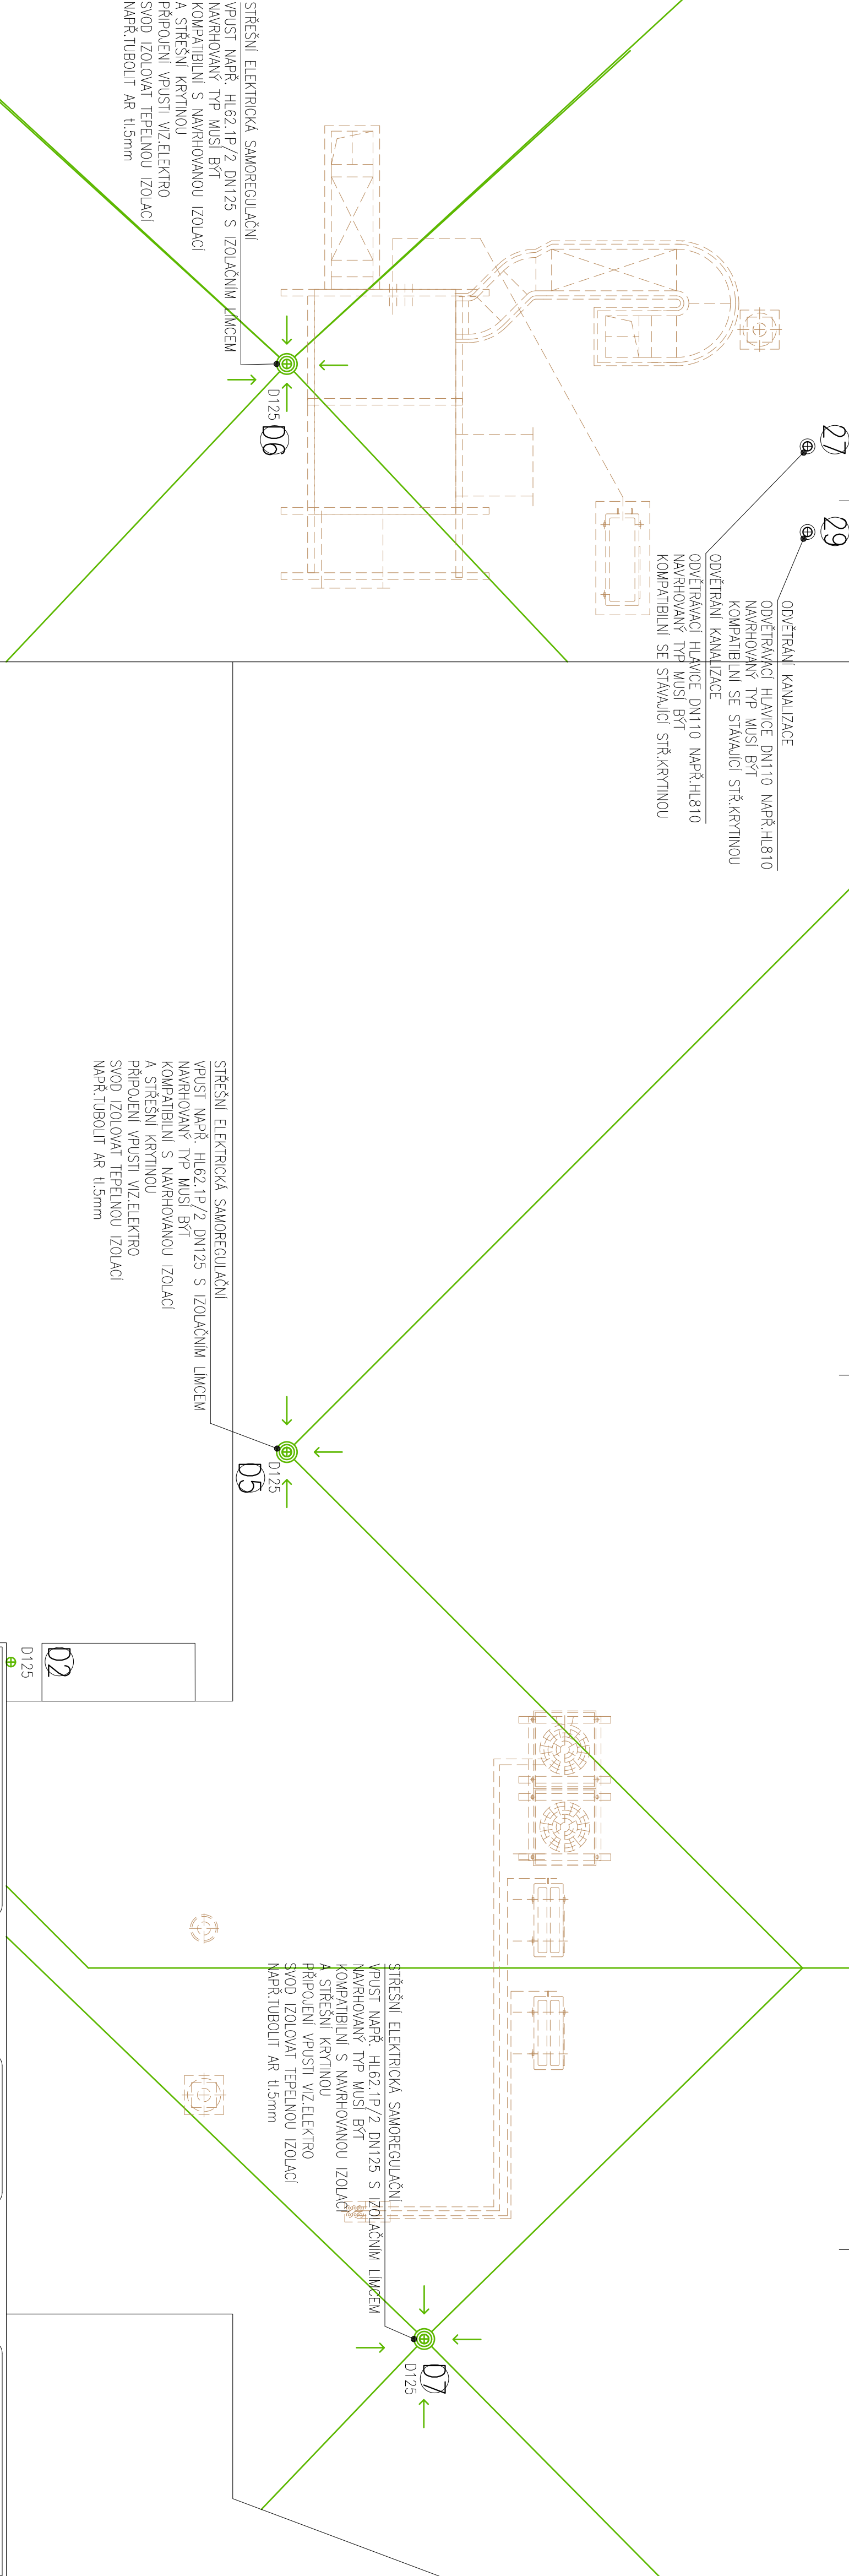 27
29
ODVĚTRÁNÍ KANALIZACE
ODVĚTRÁVACÍ HLAVICE DN110 NAPŘ.HL810
NAVRHOVANÝ TYP MUSÍ BÝT
KOMPATIBILNÍ SE STÁVAJÍCÍ STŘ.KRYTINOU
ODVĚTRÁNÍ KANALIZACE
ODVĚTRÁVACÍ HLAVICE DN110 NAPŘ.HL810
NAVRHOVANÝ TYP MUSÍ BÝT
KOMPATIBILNÍ SE STÁVAJÍCÍ STŘ.KRYTINOU
STŘEŠNÍ ELEKTRICKÁ SAMOREGULAČNÍ
VPUST NAPŘ. HL62.1P/2 DN125 S IZOLAČNÍM LÍMCEM
NAVRHOVANÝ TYP MUSÍ BÝT
KOMPATIBILNÍ S NAVRHOVANOU IZOLACÍ
A STŘEŠNÍ KRYTINOU
PŘIPOJENÍ VPUSTI VIZ.ELEKTRO
SVOD IZOLOVAT TEPELNOU IZOLACÍ
NAPŘ.TUBOLIT AR tl.5mm
D125
D6
STŘEŠNÍ ELEKTRICKÁ SAMOREGULAČNÍ
VPUST NAPŘ. HL62.1P/2 DN125 S IZOLAČNÍM LÍMCEM
NAVRHOVANÝ TYP MUSÍ BÝT
KOMPATIBILNÍ S NAVRHOVANOU IZOLACÍ
A STŘEŠNÍ KRYTINOU
PŘIPOJENÍ VPUSTI VIZ.ELEKTRO
SVOD IZOLOVAT TEPELNOU IZOLACÍ
NAPŘ.TUBOLIT AR tl.5mm
D125
D5
D2
D125
STŘEŠNÍ ELEKTRICKÁ SAMOREGULAČNÍ
VPUST NAPŘ. HL62.1P/2 DN125 S IZOLAČNÍM LÍMCEM
NAVRHOVANÝ TYP MUSÍ BÝT
KOMPATIBILNÍ S NAVRHOVANOU IZOLACÍ
A STŘEŠNÍ KRYTINOU
PŘIPOJENÍ VPUSTI VIZ.ELEKTRO
SVOD IZOLOVAT TEPELNOU IZOLACÍ
NAPŘ.TUBOLIT AR tl.5mm
D7
D125